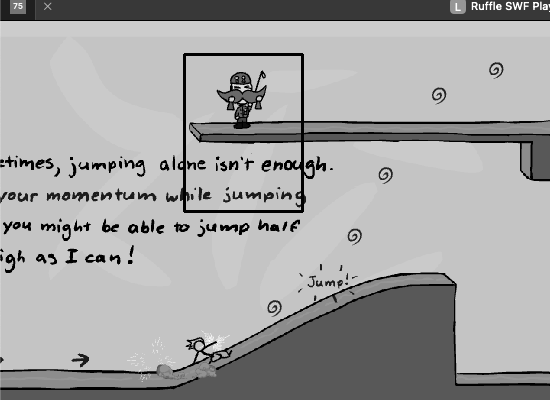 75
L Ruffle SWF Play
etimes, jumping alone isn't enough.
your momentum while jumping
you might be able to jump half
igh as I can!
Jump!